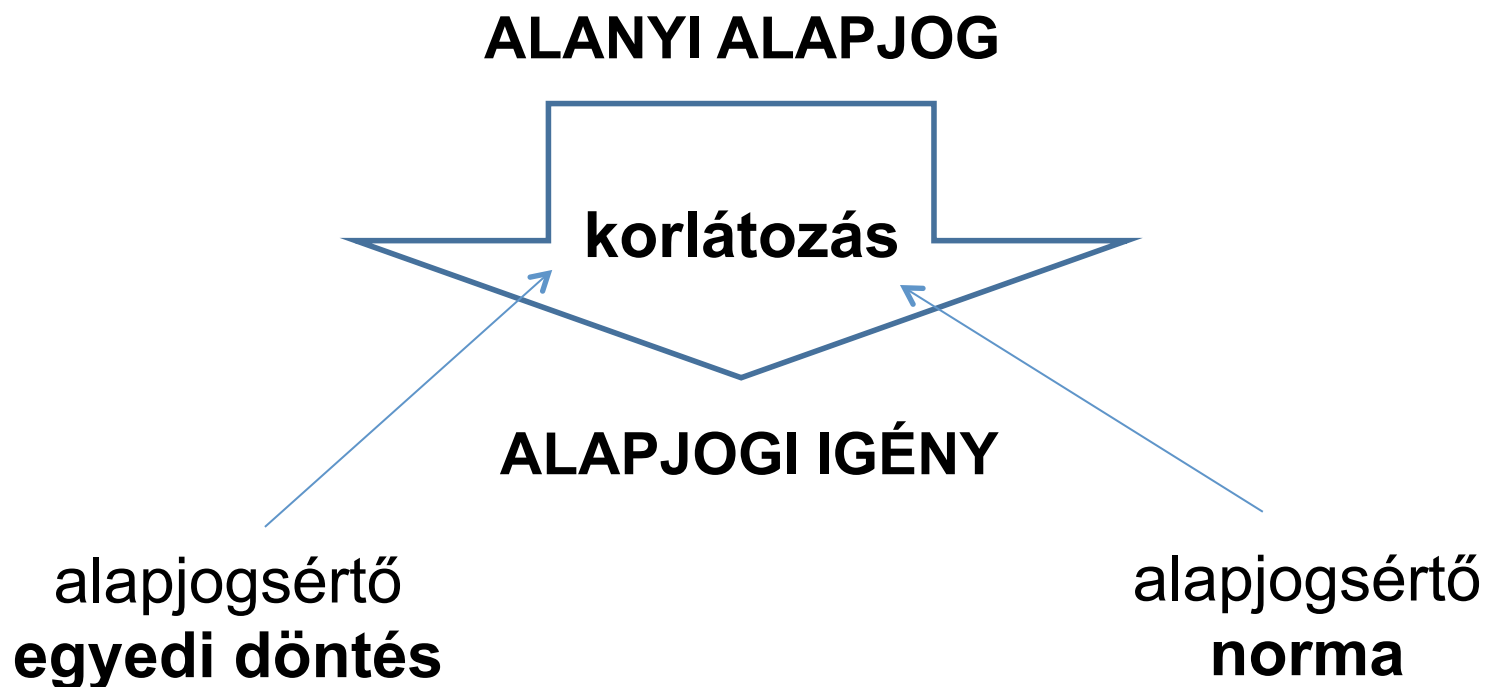 ALANYI ALAPJOG
korlátozás
ALAPJOGI IGÉNY
alapjogsértő
egyedi döntés
alapjogsértő
norma